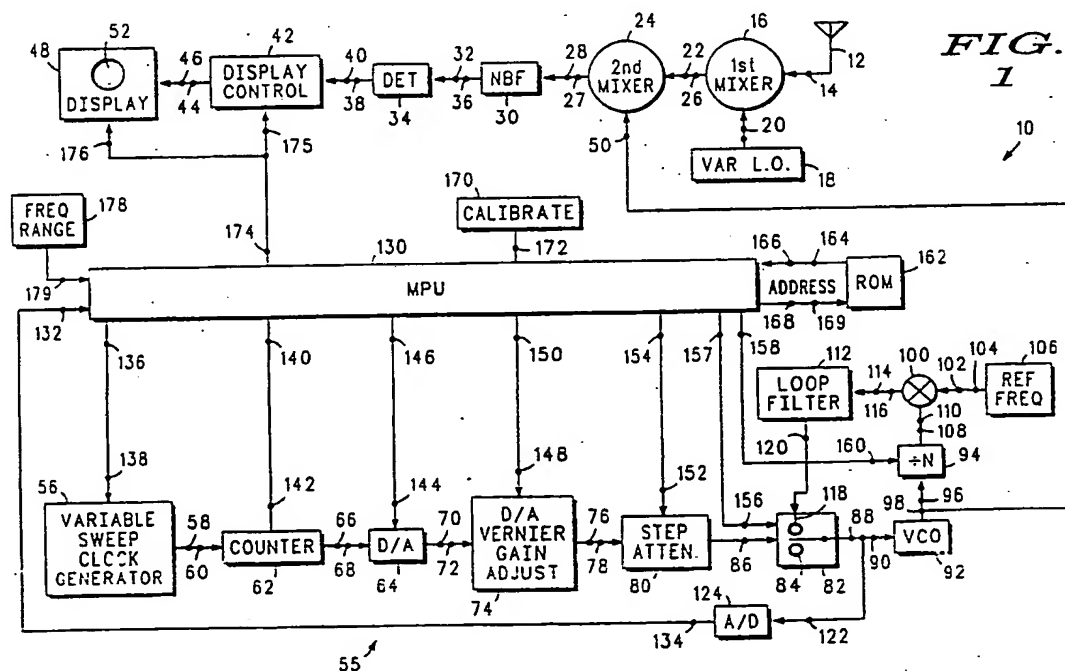 FIG.
1
10
12
14
16
1st
MIXER
20
VAR L.O.
18
22
26
24
2nd
MIXER
50
28
27
NBF
30
32
36
DET
34
40
38
42
DISPLAY
CONTROL
175
46
44
48
52
DISPLAY
176
FREQ
RANGE
178
179
132
174
130
MPU
170
CALIBRATE
172
166
164
ADDRESS
168
169
ROM
162
136
138
140
142
146
144
150
148
154
152
157
156
158
160
56
VARIABLE
SWEEP
CLOCK
GENERATOR
58
60
COUNTER
62
66
68
D/A
64
70
72
D/A
VERNIER
GAIN
ADJUST
74
76
78
STEP
ATTEN.
80
86
118
84
82
88
90
VCO
92
98
96
÷N
94
110
108
100
102
104
106
REF
FREQ
114
116
112
LOOP
FILTER
120
124
A/D
122
134
55